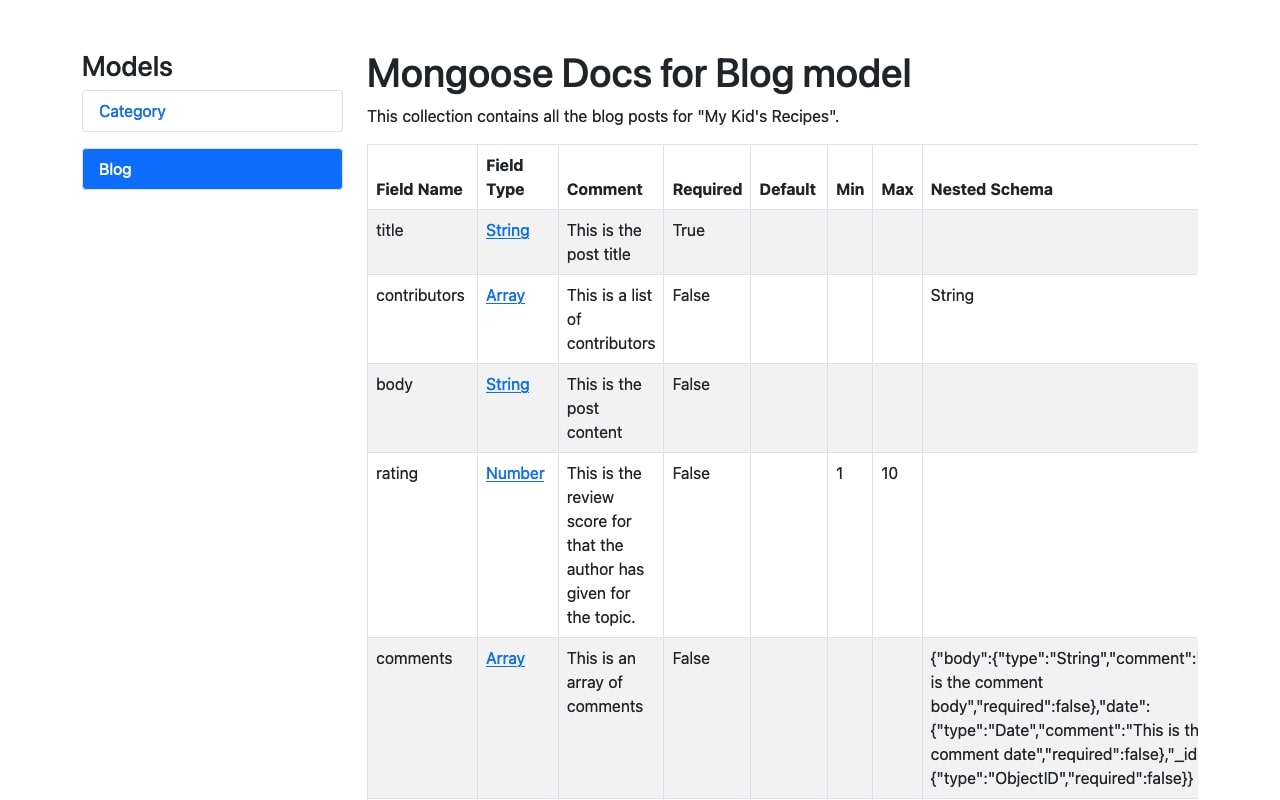 Models
Category
Blog
Mongoose Docs for Blog model
This collection contains all the blog posts for "My Kid's Recipes".
Field Name Field Type Comment Required Default Min Max Nested Schema
title String This is the post title True
contributors Array This is a list of contributors False String
body String This is the post content False
rating Number This is the review score for that the author has given for the topic. False 1 10
comments Array This is an array of comments False {"body":{"type":"String","comment":
is the comment
body","required":false},"date":
{"type":"Date","comment":"This is th
comment date","required":false},"_id
{"type":"ObjectID","required":false}}